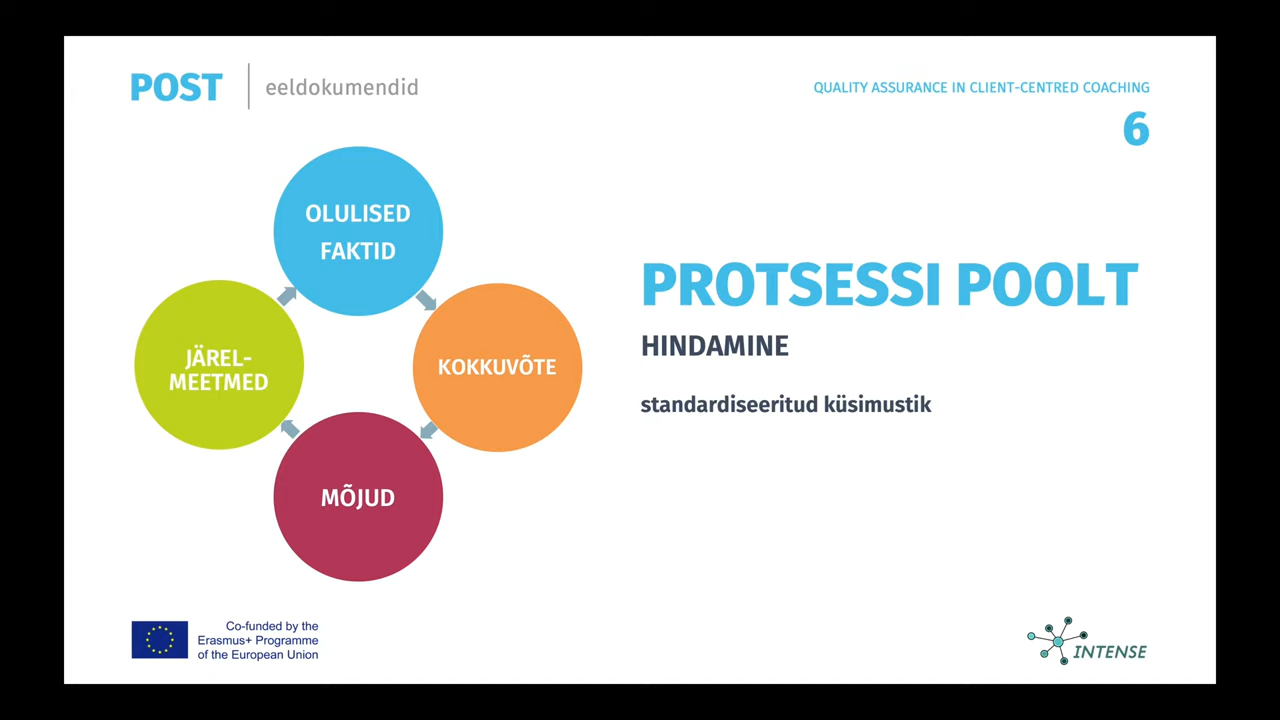 POST
eeldokumendid
QUALITY ASSURANCE IN CLIENT-CENTRED COACHING
6
OLULISED
FAKTID
JÄREL-
MEETMED
KOKKUVÕTE
MÕJUD
PROTSESSI POOLT
HINDAMINE
standardiseeritud küsimustik
Co-funded by the
Erasmus+ Programme
of the European Union
INTENSE